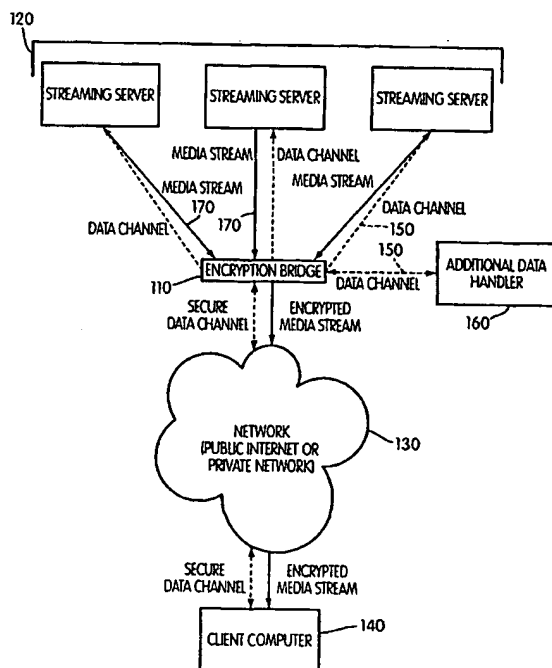 120
STREAMING SERVER
STREAMING SERVER
STREAMING SERVER
MEDIA STREAM
DATA CHANNEL
MEDIA STREAM
MEDIA STREAM
170
170
DATA CHANNEL
DATA CHANNEL
150
150
110
ENCRYPTION BRIDGE
DATA CHANNEL
ADDITIONAL DATA
HANDLER
160
SECURE
DATA CHANNEL
ENCRYPTED
MEDIA STREAM
NETWORK
(PUBLIC INTERNET OR
PRIVATE NETWORK)
130
SECURE
DATA CHANNEL
ENCRYPTED
MEDIA STREAM
CLIENT COMPUTER
140